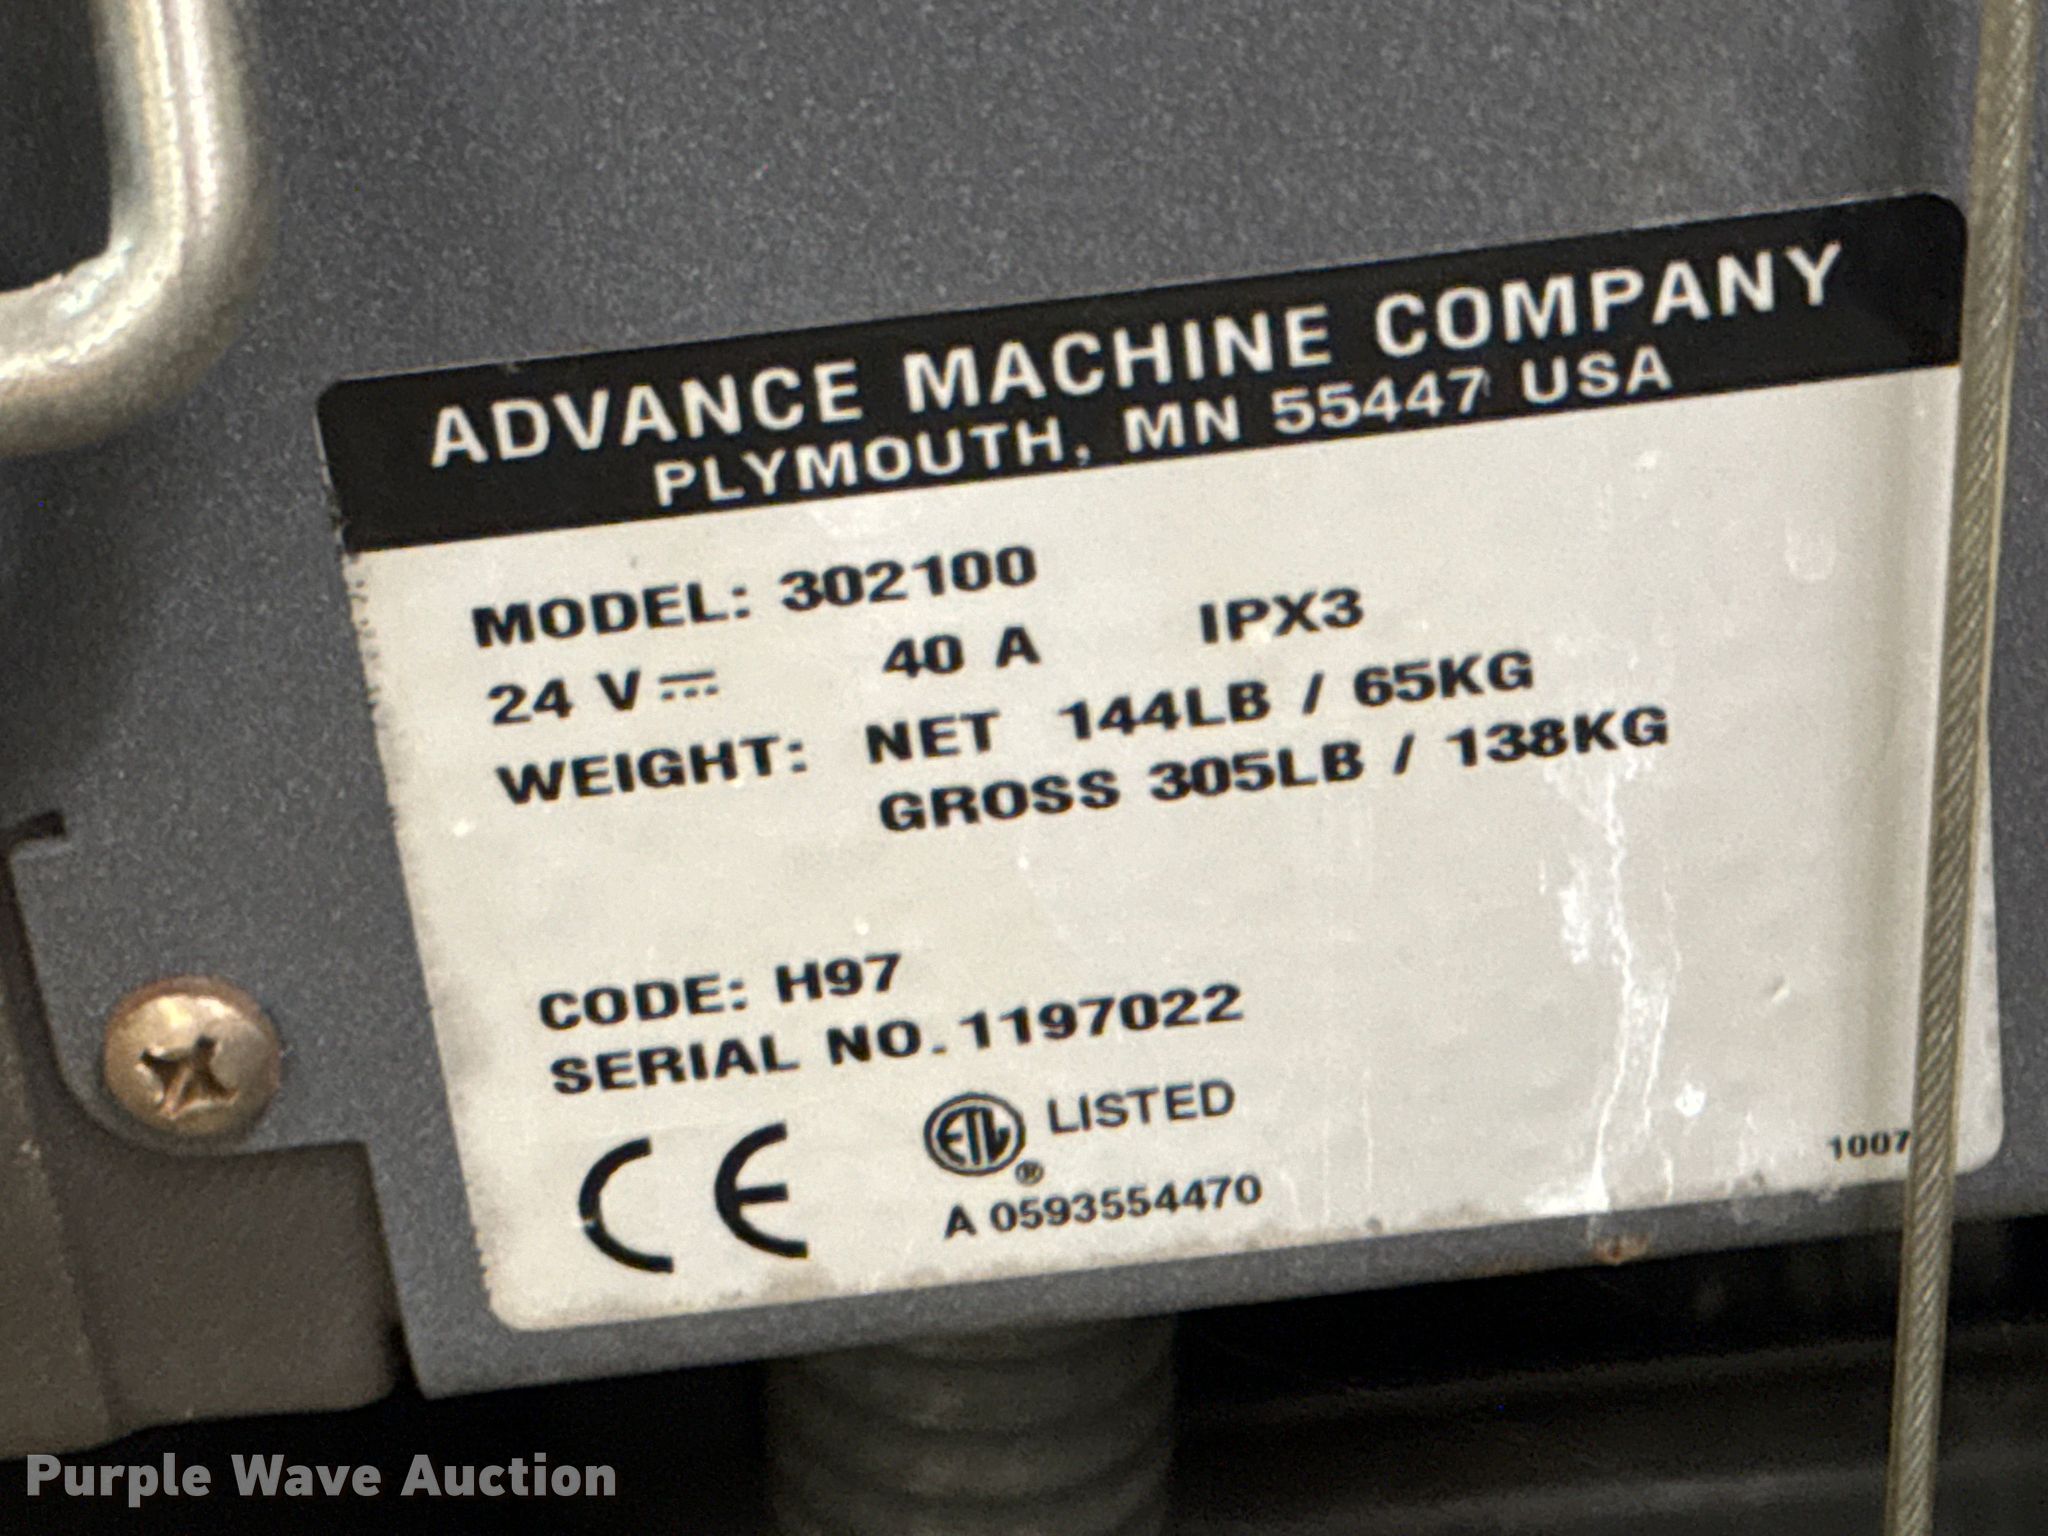 ADVANCE MACHINE COMPANY
PLYMOUTH, MN 55447 USA
MODEL: 302100
24 V 40 A IPX3
WEIGHT: NET 144LB / 65KG
GROSS 305LB / 138KG
CODE: H97
SERIAL NO. 1197022
CE ETL® LISTED
A 0593554470
1007
Purple Wave Auction